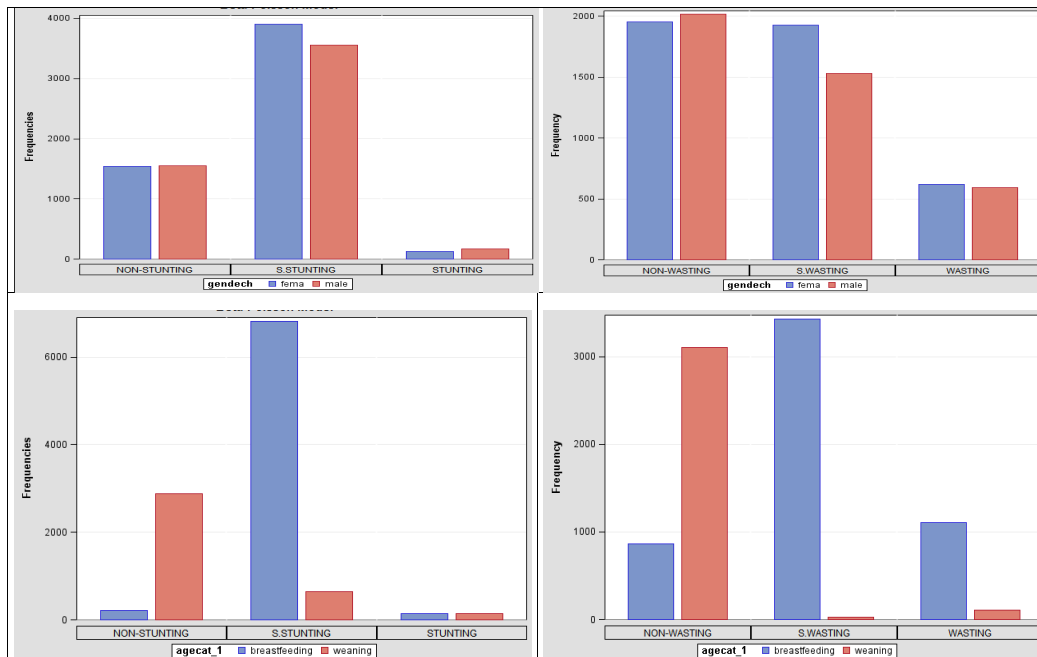 4000
3000
2000
1000
0
Frequencies
NON-STUNTING S.STUNTING STUNTING
gendech fema male
2000
1500
1000
500
0
Frequency
NON-WASTING S.WASTING WASTING
gendech fema male
6000
4000
2000
0
Frequencies
NON-STUNTING S.STUNTING STUNTING
agecat_1 breastfeeding weaning
3000
2000
1000
0
Frequency
NON-WASTING S.WASTING WASTING
agecat_1 breastfeeding weaning